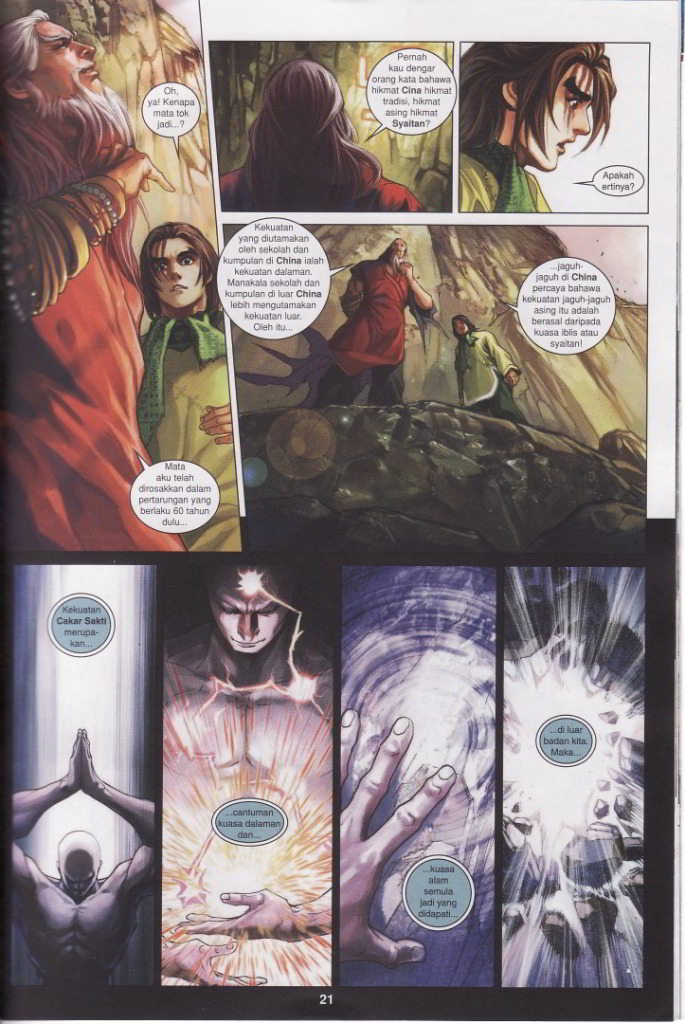 Oh,
ya! Kenapa
mata tok
jadi...?
Mata
aku telah
dirosakkan dalam
pertarungan yang
berlaku 60 tahun
dulu...
Pernah
kau dengar
orang kata bahawa
hikmat Cina hikmat
tradisi, hikmat
asing hikmat
Syaitan?
Apakah
ertinya?
Kekuatan
yang diutamakan
oleh sekolah dan
kumpulan di China ialah
kekuatan dalaman.
Manakala sekolah dan
kumpulan di luar China
lebih mengutamakan
kekuatan luar.
Oleh itu...
...jaguh-
jaguh di China
percaya bahawa
kekuatan jaguh-jaguh
asing itu adalah
berasal daripada
kuasa iblis atau
syaitan!
Kekuatan
Cakar Sakti
merupa-
kan...
...cantuman
kuasa dalaman
dan...
...kuasa
alam
semula
jadi yang
didapati...
...di luar
badan kita.
Maka...
21